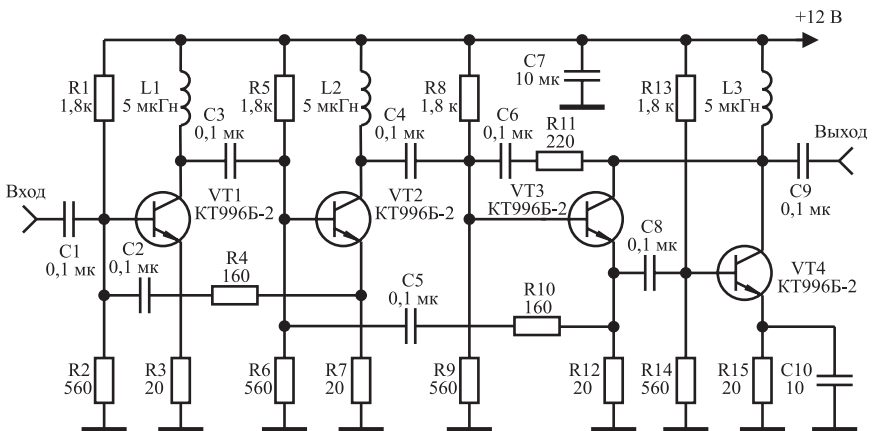 +12 В
R1
1,8к
L1
5 мкГн
C3
0,1 мк
R5
1,8к
L2
5 мкГн
C4
0,1 мк
R8
1,8 к
C6
0,1 мк
C7
10 мк
R11
220
R13
1,8 к
L3
5 мкГн
Выход
C9
0,1 мк
Вход
C1
0,1 мк
C2
0,1 мк
VT1
КТ996Б-2
R4
160
VT2
КТ996Б-2
C5
0,1 мк
VT3
КТ996Б-2
R10
160
C8
0,1 мк
VT4
КТ996Б-2
R2
560
R3
20
R6
560
R7
20
R9
560
R12
20
R14
560
R15
20
C10
10